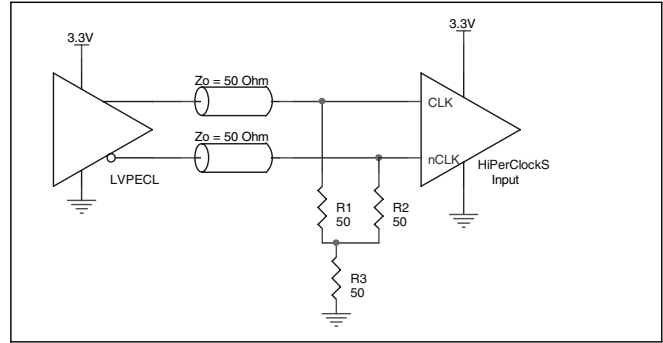 3.3V
3.3V
Zo = 50 Ohm
CLK
Zo = 50 Ohm
nCLK
HiPerClockS
Input
LVPECL
R1
50
R2
50
R3
50